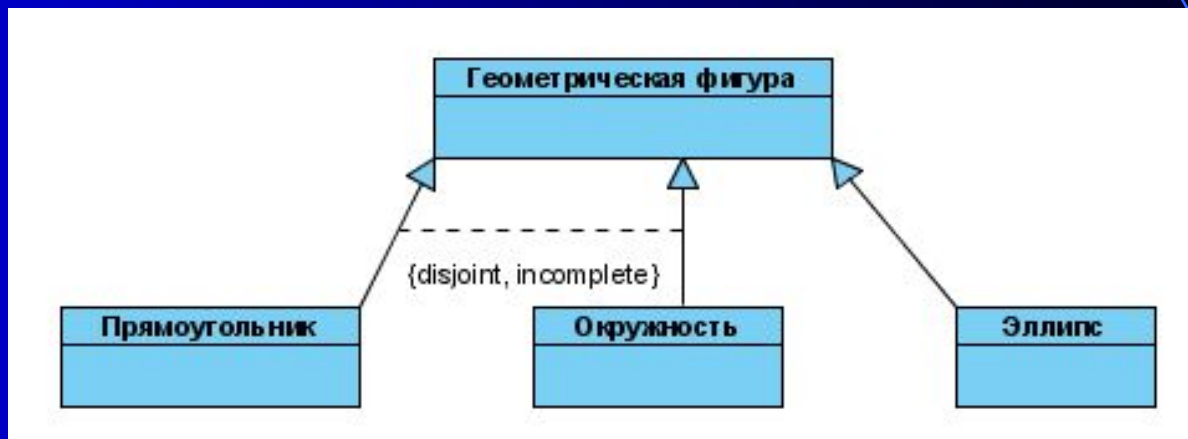 Геометрическая фигура
{disjoint, incomplete}
Прямоугольник
Окружность
Эллипс